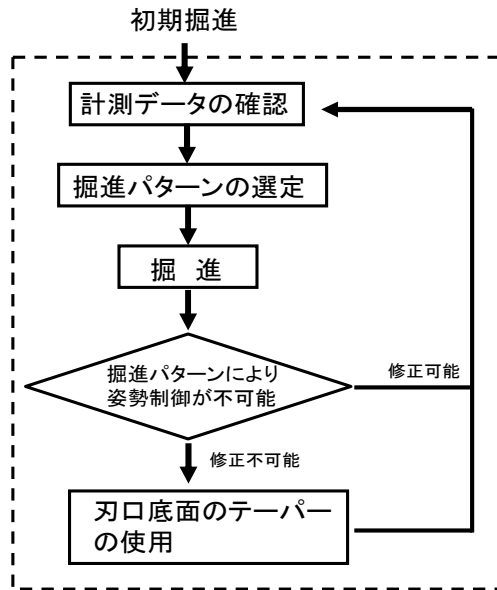 初期掘進
計測データの確認
掘進パターンの選定
掘 進
掘進パターンにより
姿勢制御が不可能
修正可能
修正不可能
刃口底面のテーパー
の使用